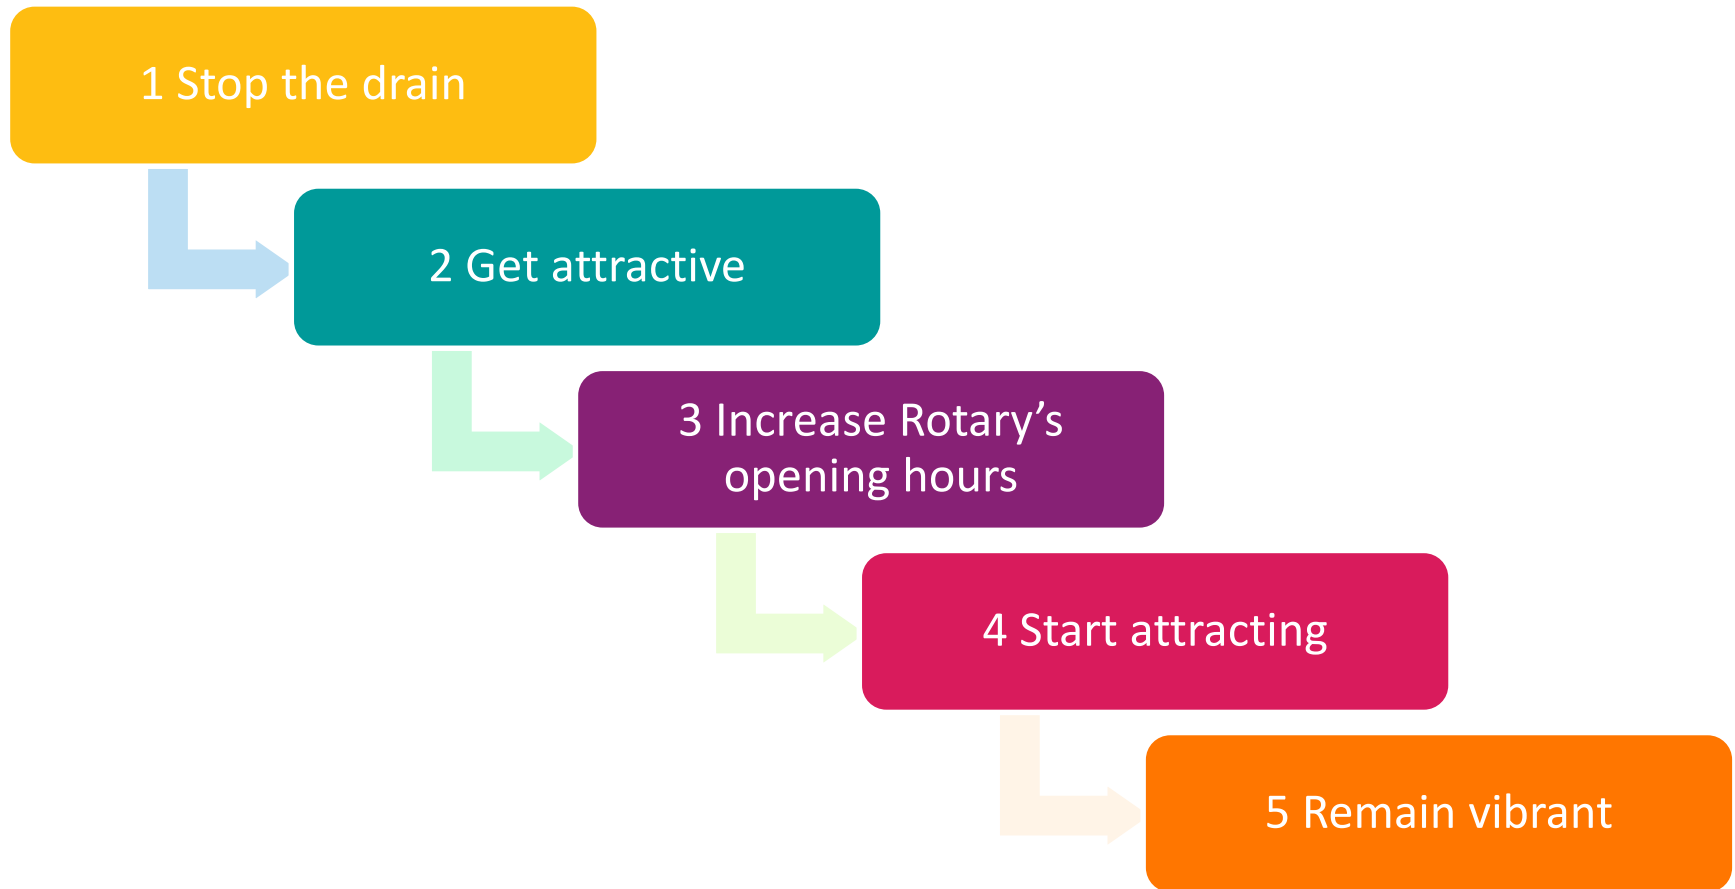 1 Stop the drain
2 Get attractive
3 Increase Rotary’s
opening hours
4 Start attracting
5 Remain vibrant